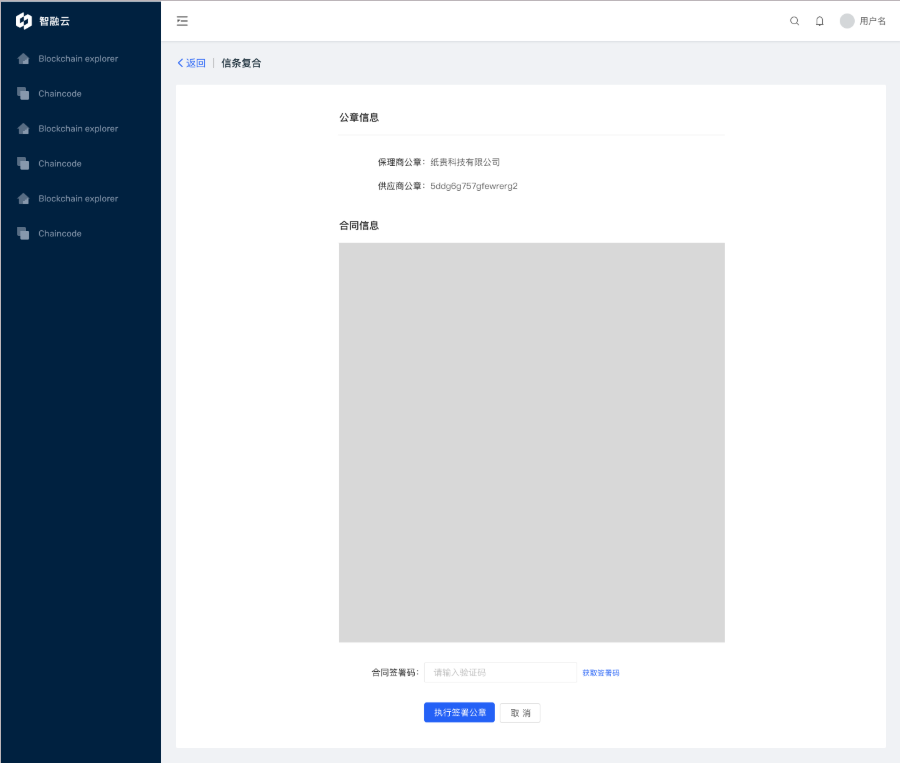 智融云
用户名
Blockchain explorer
Chaincode
Blockchain explorer
Chaincode
Blockchain explorer
Chaincode
返回 | 信条复合
公章信息
保理商公章： 纸贵科技有限公司
供应商公章： 5ddg6g757gfewrerg2
合同信息
合同签署码： 请输入验证码 获取签署码
执行签署公章 取 消